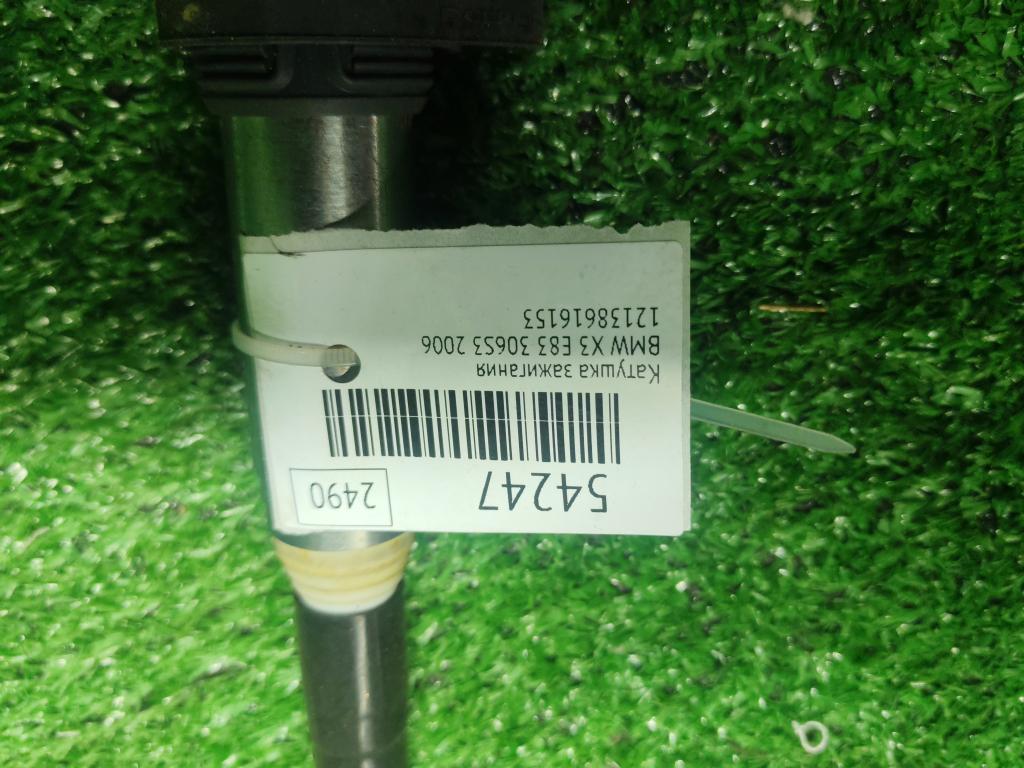 54247
2490
Катушка зажигания
BMW X3 E83 306S3 2006
12138616153